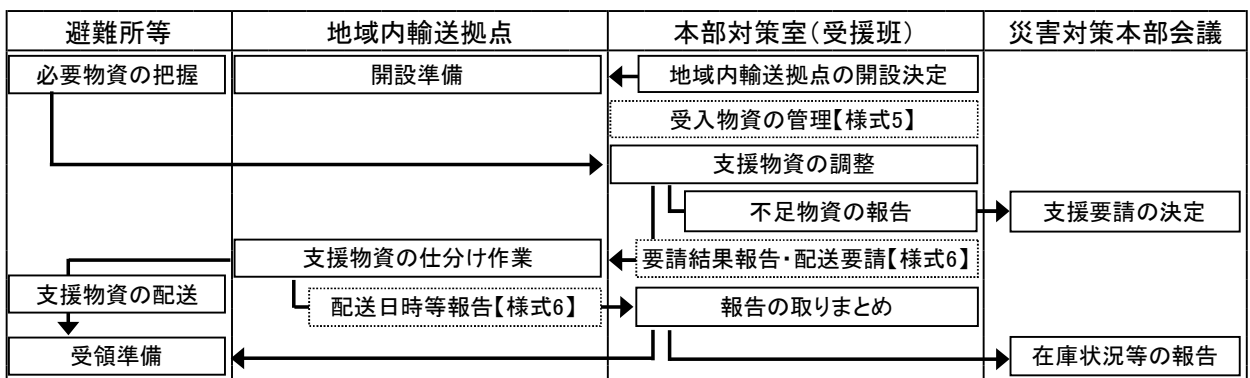 避難所等 地域内輸送拠点 本部対策室(受援班) 災害対策本部会議
必要物資の把握 開設準備 地域内輸送拠点の開設決定
受入物資の管理【様式5】
支援物資の調整
不足物資の報告 支援要請の決定
支援物資の仕分け作業 要請結果報告・配送要請【様式6】
支援物資の配送 配送日時等報告【様式6】 報告の取りまとめ
受領準備 在庫状況等の報告